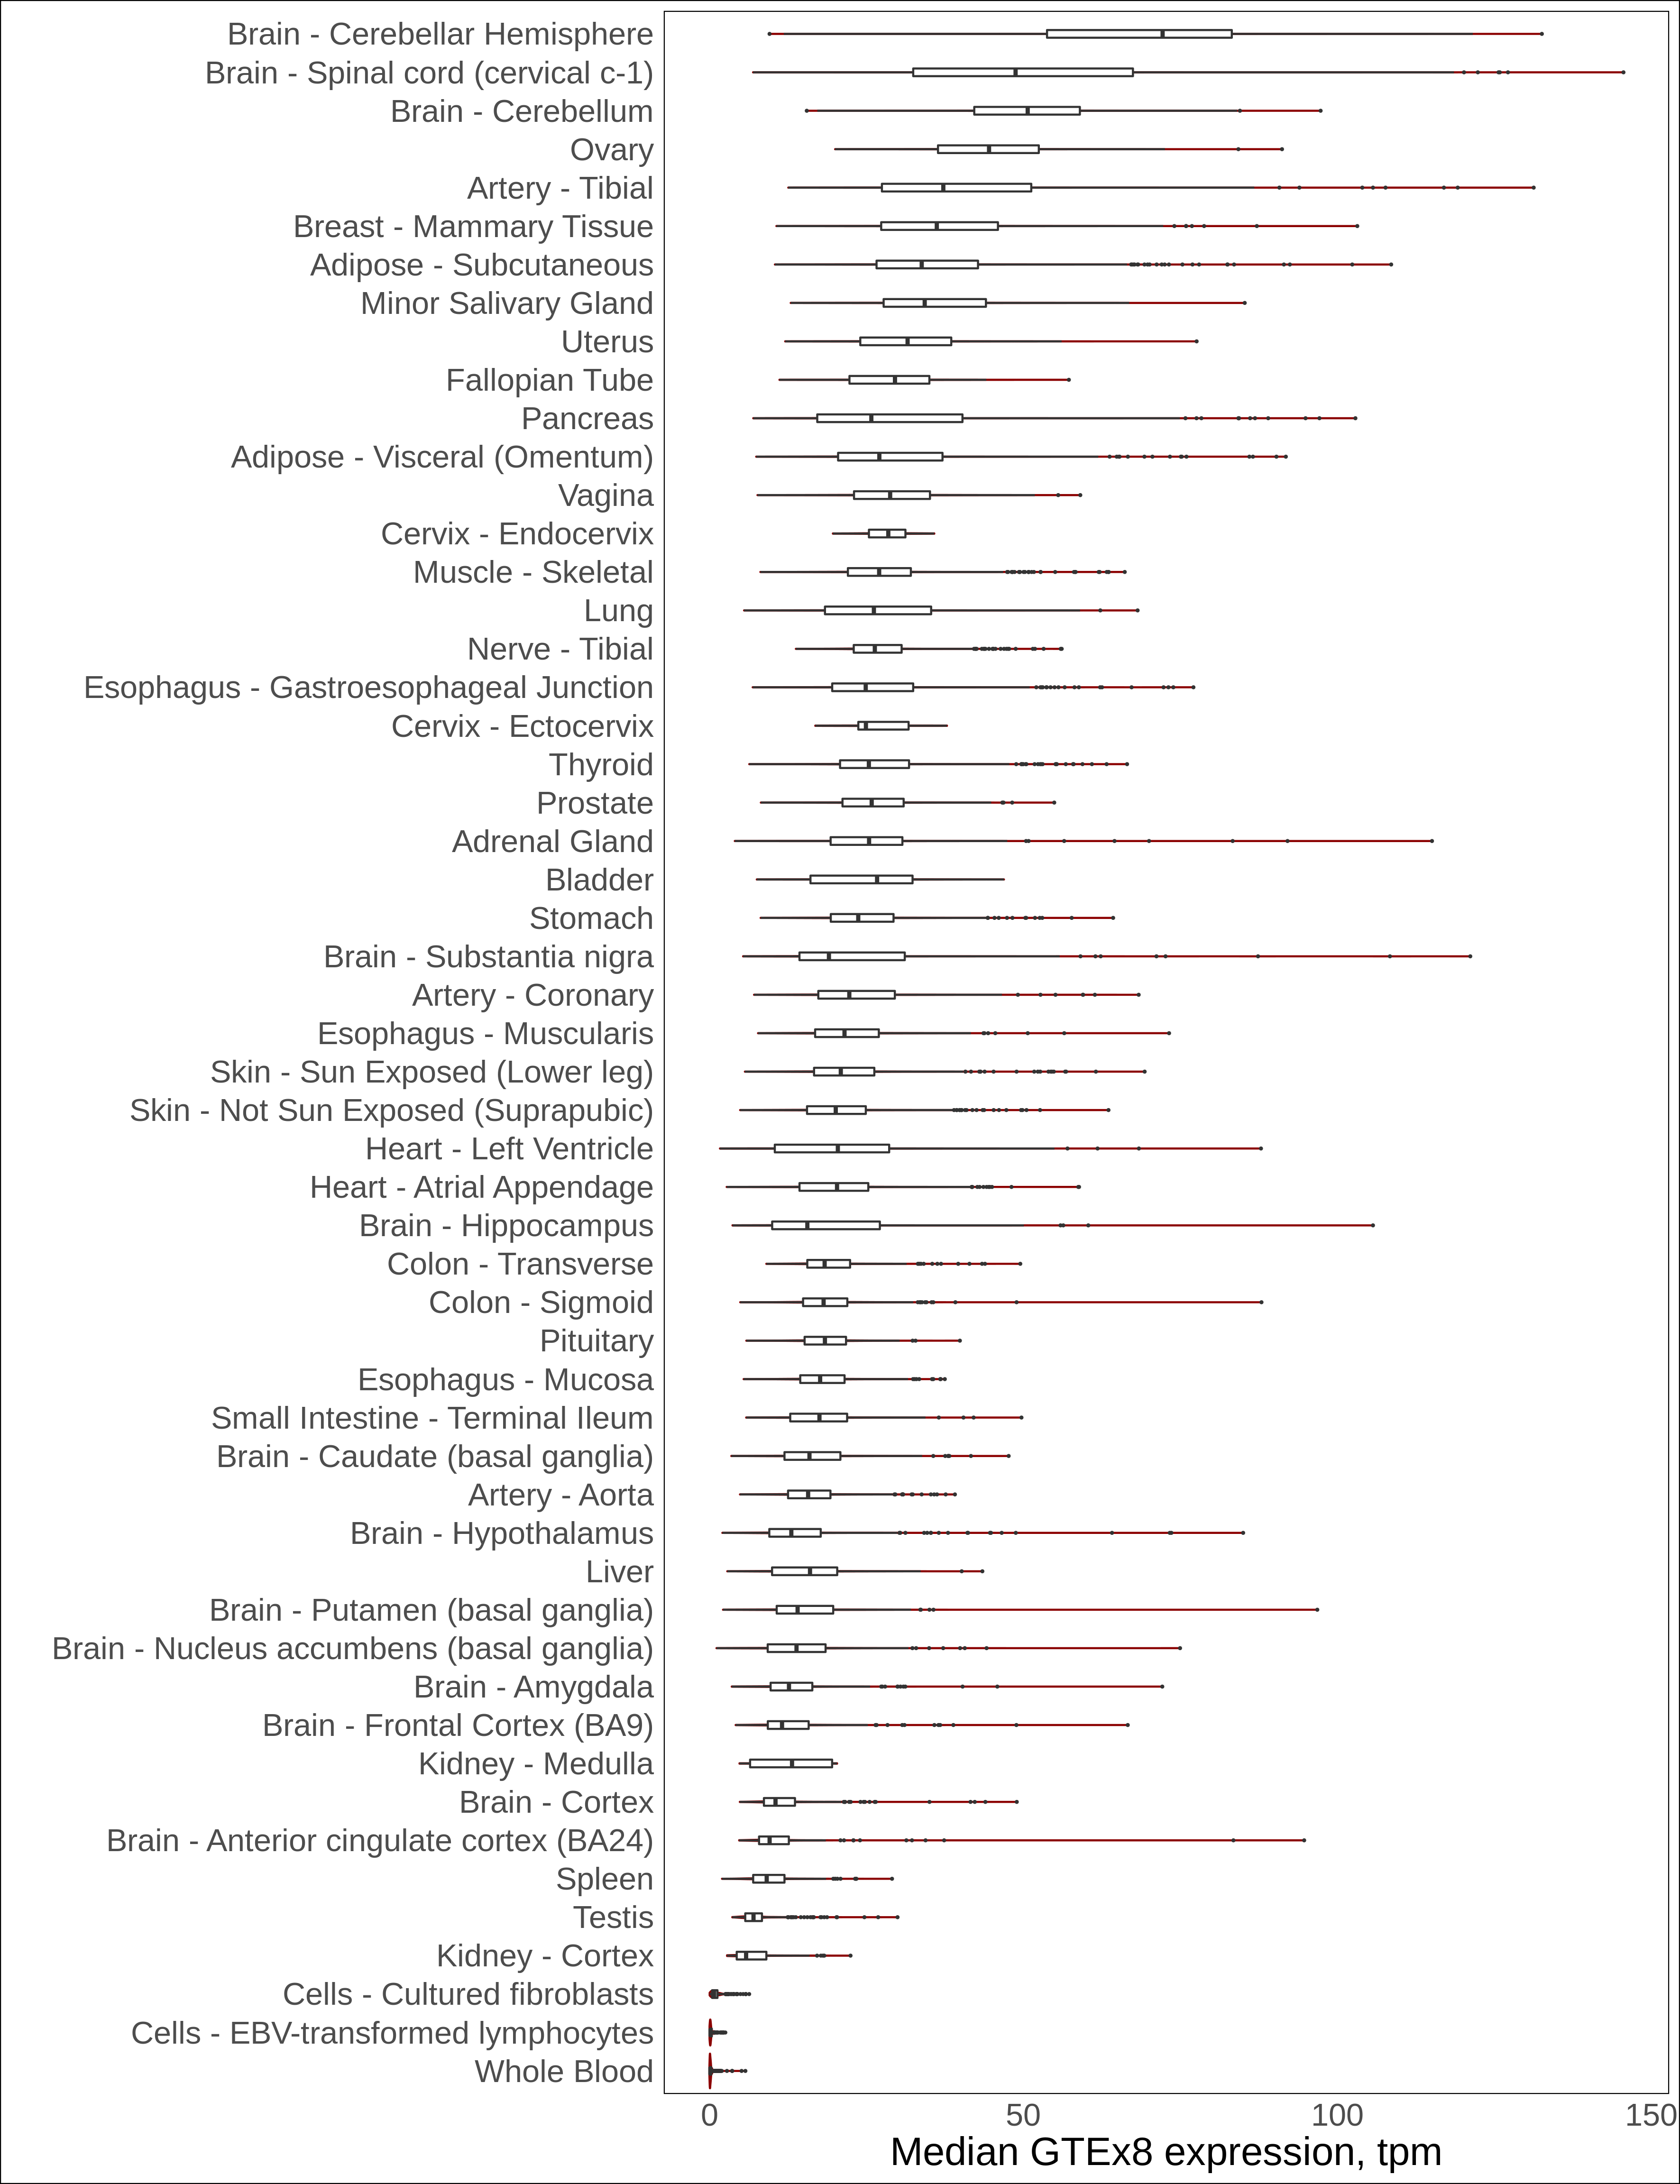 Brain - Cerebellar Hemisphere
Brain - Spinal cord (cervical c-1)
Brain - Cerebellum
Ovary
Artery - Tibial
Breast - Mammary Tissue
Adipose - Subcutaneous
Minor Salivary Gland
Uterus
Fallopian Tube
Pancreas
Adipose - Visceral (Omentum)
Vagina
Cervix - Endocervix
Muscle - Skeletal
Lung
Nerve - Tibial
Esophagus - Gastroesophageal Junction
Cervix - Ectocervix
Thyroid
Prostate
Adrenal Gland
Bladder
Stomach
Brain - Substantia nigra
Artery - Coronary
Esophagus - Muscularis
Skin - Sun Exposed (Lower leg)
Skin - Not Sun Exposed (Suprapubic)
Heart - Left Ventricle
Heart - Atrial Appendage
Brain - Hippocampus
Colon - Transverse
Colon - Sigmoid
Pituitary
Esophagus - Mucosa
Small Intestine - Terminal Ileum
Brain - Caudate (basal ganglia)
Artery - Aorta
Brain - Hypothalamus
Liver
Brain - Putamen (basal ganglia)
Brain - Nucleus accumbens (basal ganglia)
Brain - Amygdala
Brain - Frontal Cortex (BA9)
Kidney - Medulla
Brain - Cortex
Brain - Anterior cingulate cortex (BA24)
Spleen
Testis
Kidney - Cortex
Cells - Cultured fibroblasts
Cells - EBV-transformed lymphocytes
Whole Blood
0 50 100 150
Median GTEx8 expression, tpm